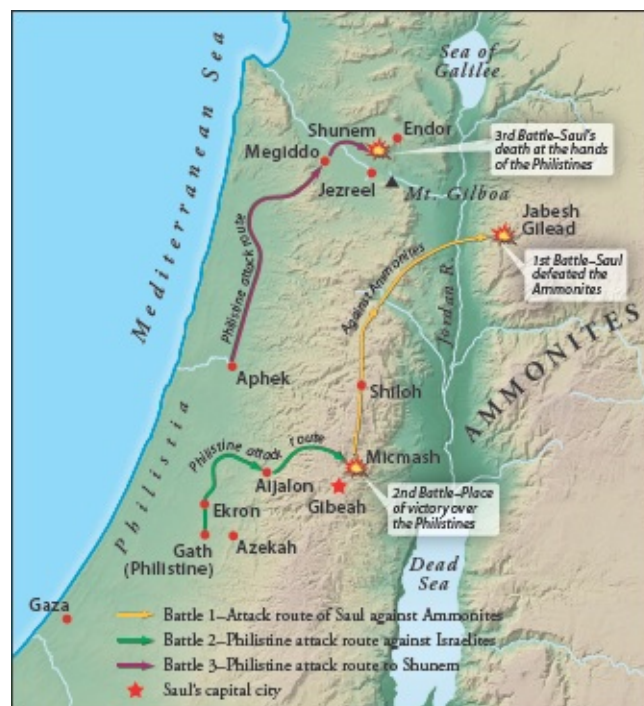 Sea of
Galilee
Mediterranean Sea
Shunem
Endor
Megiddo
3rd Battle–Saul's
death at the hands
of the Philistines
Jezreel
Mt. Gilboa
Jabesh
Gilead
1st Battle–Saul
defeated the
Ammonites
Philistine attack route
Against Ammonites
Jordan R.
AMMONITES
Aphek
Shiloh
Philistia
Philistine attack route
Micmash
Aijalon
Gibeah
2nd Battle–Place
of victory over
the Philistines
Ekron
Gath
(Philistine)
Azekah
Dead
Sea
Gaza
Battle 1–Attack route of Saul against Ammonites
Battle 2–Philistine attack route against Israelites
Battle 3–Philistine attack route to Shunem
Saul's capital city